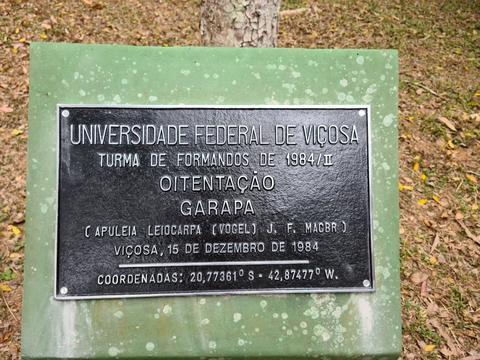 UNIVERSIDADE FEDERAL DE VIÇOSA
TURMA DE FORMANDOS DE 1984/II
OITENTAÇÃO
GARAPA
(APULEIA LEIOCARPA (VOGEL) J. F. MACBR)
VIÇOSA, 15 DE DEZEMBRO DE 1984
COORDENADAS: 20,77361° S - 42,87477° W.